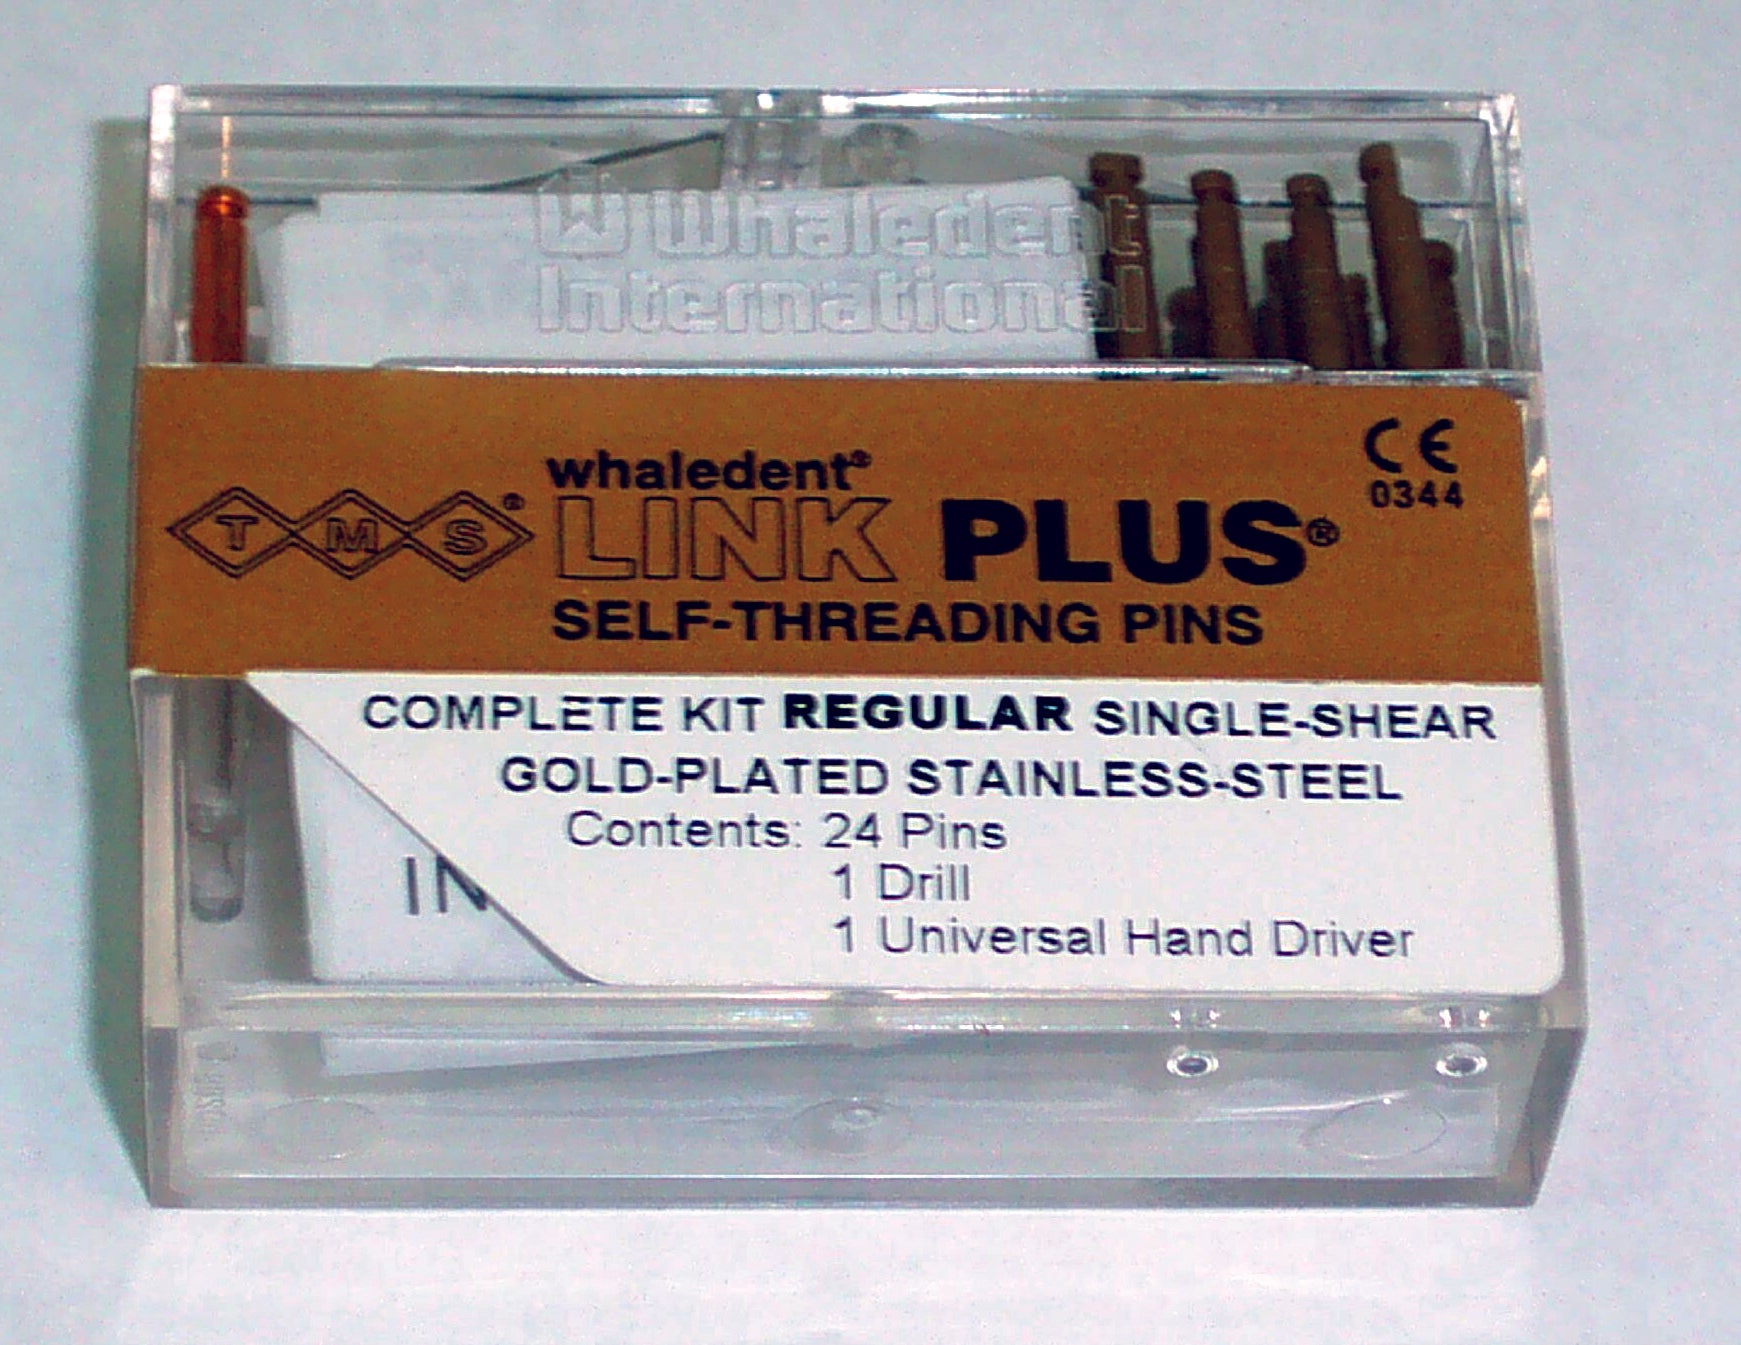 W Whaledent
International
CE
0344
whaledent®
TMS® LINK PLUS®
SELF-THREADING PINS
COMPLETE KIT REGULAR SINGLE-SHEAR
GOLD-PLATED STAINLESS-STEEL
Contents: 24 Pins
1 Drill
1 Universal Hand Driver
IN